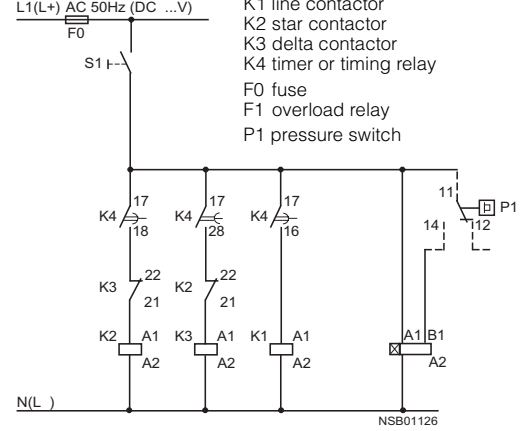 L1(L+) AC 50Hz (DC ...V)
F0
K1 line contactor
K2 star contactor
K3 delta contactor
K4 timer or timing relay
F0 fuse
F1 overload relay
P1 pressure switch
S1
11
P1
14
12
K4 17
18
K4 17
28
K4 17
16
K3 22
21
K2 22
21
K2 A1
A2
K3 A1
A2
K1 A1
A2
A1 B1
A2
N(L )
NSB01126